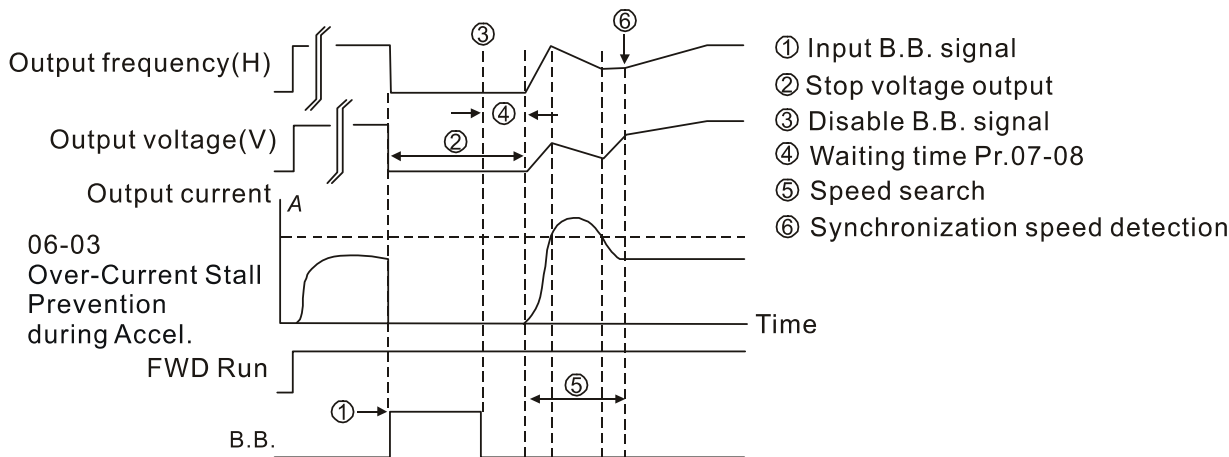 ⑥
③
Output frequency(H)
④
Output voltage(V)
②
Output current
A
06-03
Over-Current Stall
Prevention
during Accel.
Time
FWD Run
⑤
①
B.B.
① Input B.B. signal
② Stop voltage output
③ Disable B.B. signal
④ Waiting time Pr.07-08
⑤ Speed search
⑥ Synchronization speed detection